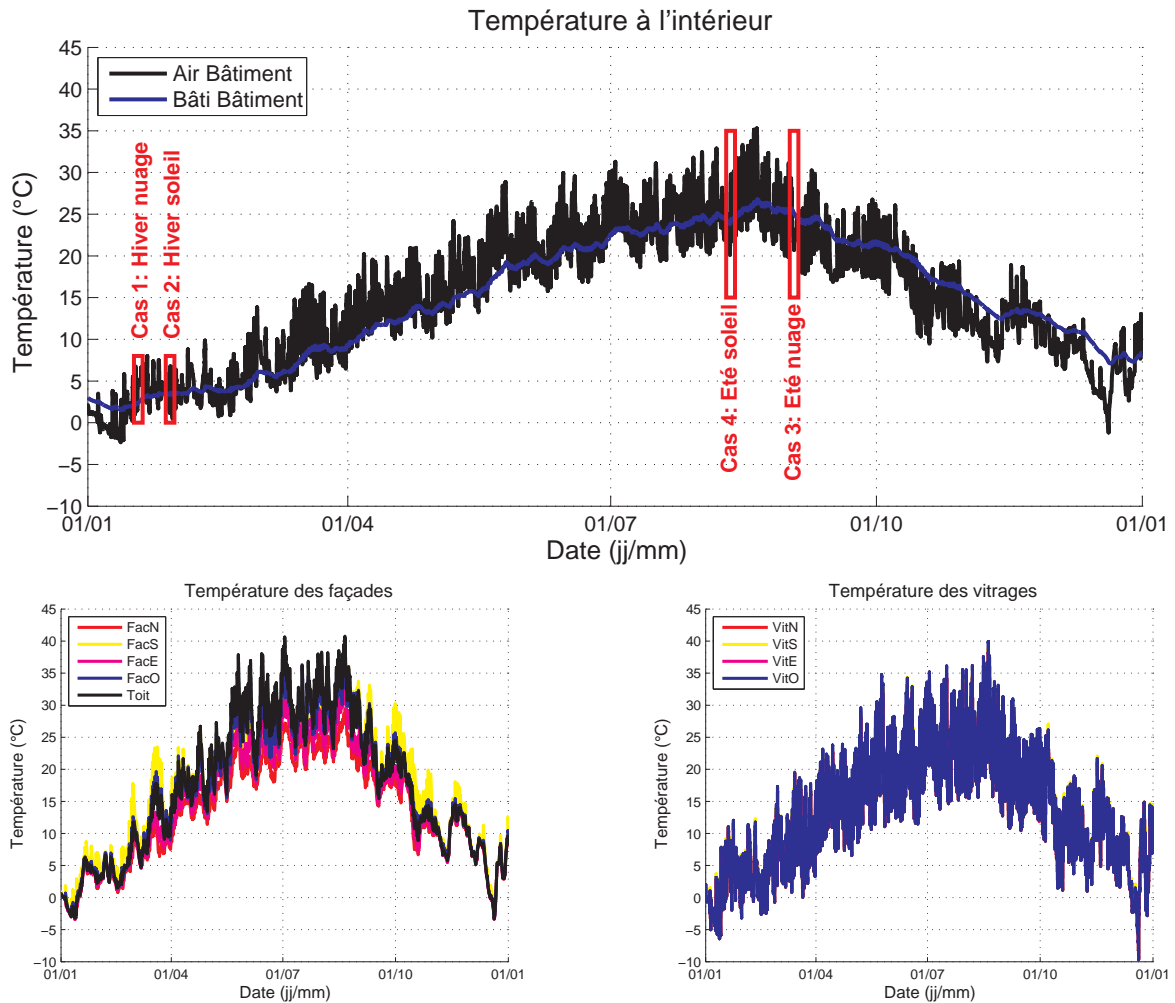 Température à l'intérieur
45
40
35
30
25
20
15
10
5
0
−5
−10
Température (°C)
Air Bâtiment
Bâti Bâtiment
Cas 1: Hiver nuage
Cas 2: Hiver soleil
Cas 4: Eté soleil
Cas 3: Eté nuage
01/01
01/04
01/07
01/10
01/01
Date (jj/mm)
Température des façades
45
40
35
30
25
20
15
10
5
0
−5
−10
Température (°C)
FacN
FacS
FacE
FacO
Toit
01/01
01/04
01/07
01/10
01/01
Date (jj/mm)
Température des vitrages
45
40
35
30
25
20
15
10
5
0
−5
−10
Température (°C)
VitN
VitS
VitE
VitO
01/01
01/04
01/07
01/10
01/01
Date (jj/mm)